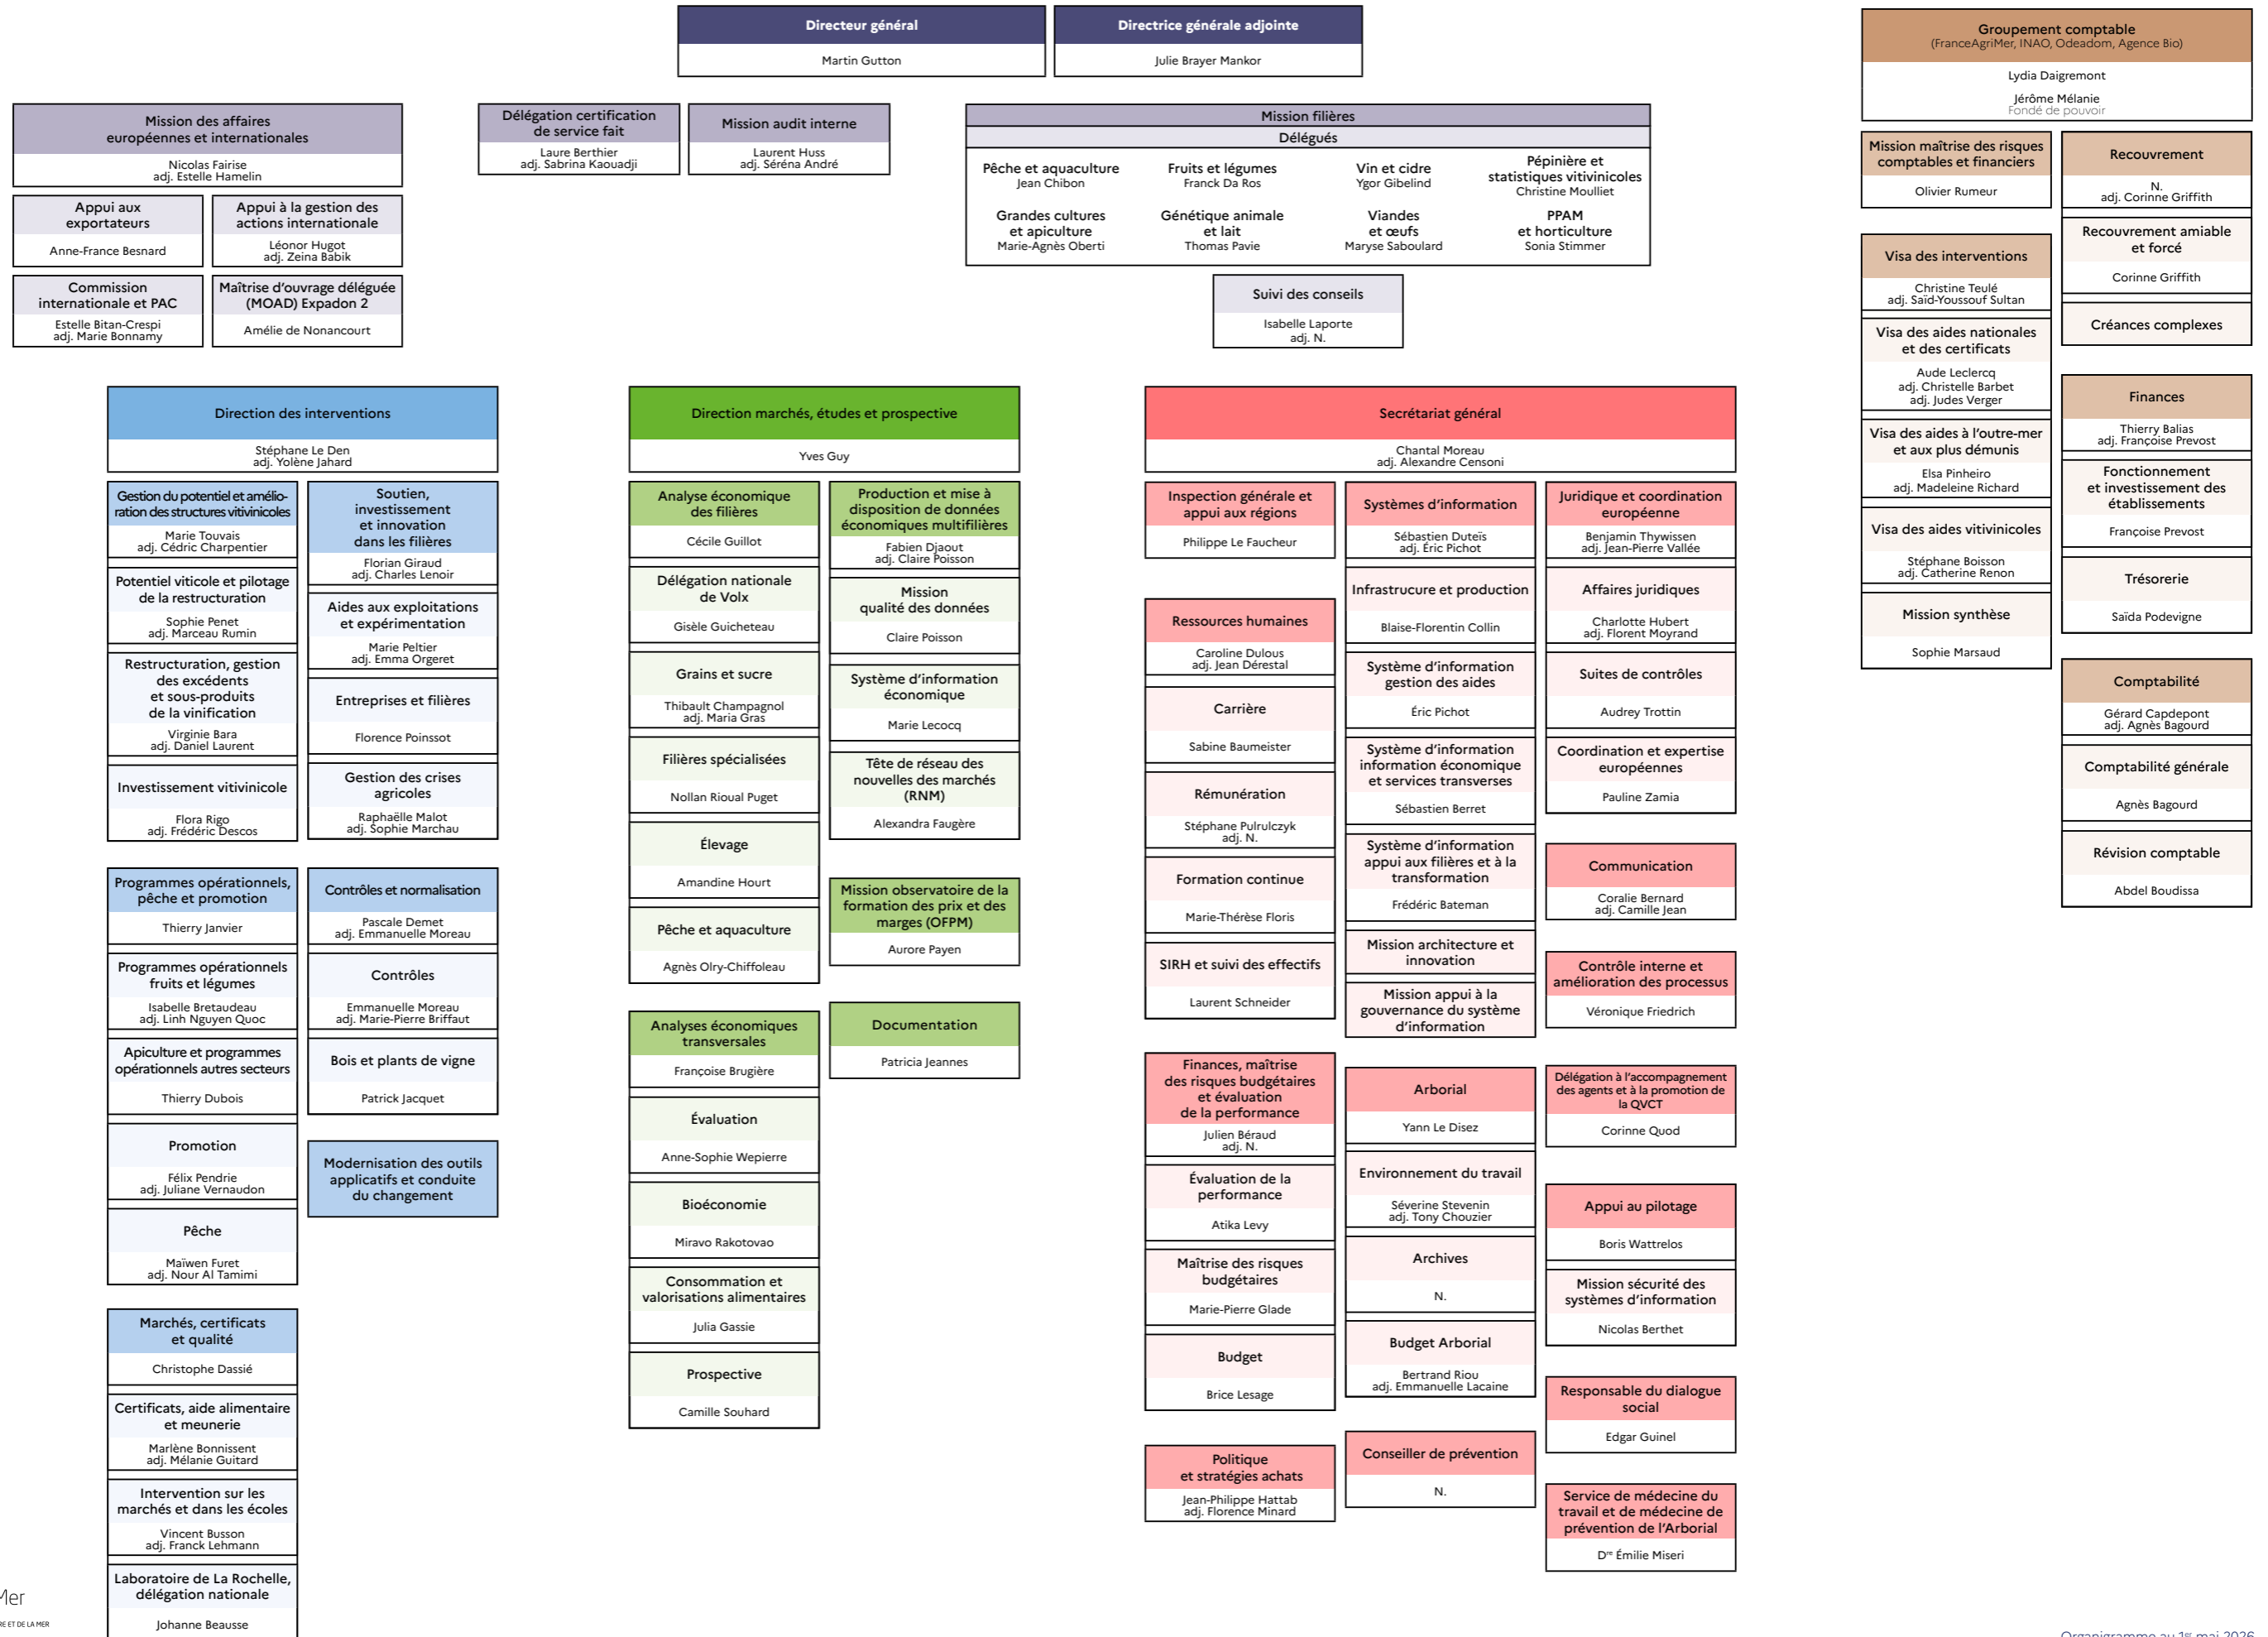 Directeur général
Martin Gutton
Directrice générale adjointe
Julie Brayer Mankor
Groupement comptable
(FranceAgriMer, INAO, Odeadom, Agence Bio)
Lydia Daigremont
Jérôme Mélanie
Fondé de pouvoir
Mission des affaires
européennes et internationales
Nicolas Fairise
adj. Estelle Hamelin
Appui aux
exportateurs
Anne-France Besnard
Appui à la gestion des
actions internationale
Léonor Hugot
adj. Zeina Babik
Commission
internationale et PAC
Estelle Bitan-Crespi
adj. Marie Bonnamy
Maîtrise d'ouvrage déléguée
(MOAD) Expadon 2
Amélie de Nonancourt
Délégation certification
de service fait
Laure Berthier
adj. Sabrina Kaouadji
Mission audit interne
Laurent Huss
adj. Séréna André
Mission filières
Délégués
Pêche et aquaculture
Jean Chibon
Fruits et légumes
Franck Da Ros
Vin et cidre
Ygor Gibelind
Pépinière et
statistiques vitivinicoles
Christine Moulliet
Grandes cultures
et apiculture
Marie-Agnès Oberti
Génétique animale
et lait
Thomas Pavie
Viandes
et œufs
Maryse Saboulard
PPAM
et horticulture
Sonia Stimmer
Suivi des conseils
Isabelle Laporte
adj. N.
Mission maîtrise des risques
comptables et financiers
Olivier Rumeur
Visa des interventions
Christine Teulé
adj. Saïd-Youssouf Sultan
Visa des aides nationales
et des certificats
Aude Leclercq
adj. Christelle Barbet
adj. Judes Verger
Visa des aides à l'outre-mer
et aux plus démunis
Elsa Pinheiro
adj. Madeleine Richard
Visa des aides vitivinicoles
Stéphane Boisson
adj. Catherine Renon
Mission synthèse
Sophie Marsaud
Recouvrement
N.
adj. Corinne Griffith
Recouvrement amiable
et forcé
Corinne Griffith
Créances complexes
Finances
Thierry Balias
adj. Françoise Prevost
Fonctionnement
et investissement des
établissements
Françoise Prevost
Trésorerie
Saïda Podevigne
Comptabilité
Gérard Capdepont
adj. Agnès Bagourd
Comptabilité générale
Agnès Bagourd
Révision comptable
Abdel Boudissa
Direction des interventions
Stéphane Le Den
adj. Yolène Jahard
Gestion du potentiel et amélio-
ration des structures vitivinicoles
Marie Touvais
adj. Cédric Charpentier
Potentiel viticole et pilotage
de la restructuration
Sophie Penet
adj. Marceau Rumin
Restructuration, gestion
des excédents
et sous-produits
de la vinification
Virginie Bara
adj. Daniel Laurent
Investissement vitivinicole
Flora Rigo
adj. Frédéric Descos
Soutien,
investissement
et innovation
dans les filières
Florian Giraud
adj. Charles Lenoir
Aides aux exploitations
et expérimentation
Marie Peltier
adj. Emma Orgeret
Entreprises et filières
Florence Poinssot
Gestion des crises
agricoles
Raphaëlle Malot
adj. Sophie Marchau
Programmes opérationnels,
pêche et promotion
Thierry Janvier
Programmes opérationnels
fruits et légumes
Isabelle Bretaudeau
adj. Linh Nguyen Quoc
Apiculture et programmes
opérationnels autres secteurs
Thierry Dubois
Promotion
Félix Pendrie
adj. Juliane Vernaudon
Pêche
Maïwen Furet
adj. Nour Al Tamimi
Contrôles et normalisation
Pascale Demet
adj. Emmanuelle Moreau
Contrôles
Emmanuelle Moreau
adj. Marie-Pierre Briffaut
Bois et plants de vigne
Patrick Jacquet
Modernisation des outils
applicatifs et conduite
du changement
Marchés, certificats
et qualité
Christophe Dassié
Certificats, aide alimentaire
et meunerie
Marlène Bonnissent
adj. Mélanie Guitard
Intervention sur les
marchés et dans les écoles
Vincent Busson
adj. Franck Lehmann
Laboratoire de La Rochelle,
délégation nationale
Johanne Beausse
Direction marchés, études et prospective
Yves Guy
Analyse économique
des filières
Cécile Guillot
Délégation nationale
de Volx
Gisèle Guicheteau
Grains et sucre
Thibault Champagnol
adj. Maria Gras
Filières spécialisées
Nollan Rioual Puget
Élevage
Amandine Hourt
Pêche et aquaculture
Agnès Olry-Chiffoleau
Production et mise à
disposition de données
économiques multifilières
Fabien Djaout
adj. Claire Poisson
Mission
qualité des données
Claire Poisson
Système d'information
économique
Marie Lecocq
Tête de réseau des
nouvelles des marchés
(RNM)
Alexandra Faugère
Mission observatoire de la
formation des prix et des
marges (OFPM)
Aurore Payen
Documentation
Patricia Jeannes
Analyses économiques
transversales
Françoise Brugière
Évaluation
Anne-Sophie Wepierre
Bioéconomie
Miravo Rakotovao
Consommation et
valorisations alimentaires
Julia Gassie
Prospective
Camille Souhard
Secrétariat général
Chantal Moreau
adj. Alexandre Censoni
Inspection générale et
appui aux régions
Philippe Le Faucheur
Ressources humaines
Caroline Dulous
adj. Jean Dérestal
Carrière
Sabine Baumeister
Rémunération
Stéphane Pulrulczyk
adj. N.
Formation continue
Marie-Thérèse Floris
SIRH et suivi des effectifs
Laurent Schneider
Finances, maîtrise
des risques budgétaires
et évaluation
de la performance
Julien Béraud
adj. N.
Évaluation de la
performance
Atika Levy
Maîtrise des risques
budgétaires
Marie-Pierre Glade
Budget
Brice Lesage
Politique
et stratégies achats
Jean-Philippe Hattab
adj. Florence Minard
Systèmes d'information
Sébastien Duteïs
adj. Éric Pichot
Infrastrucure et production
Blaise-Florentin Collin
Système d'information
gestion des aides
Éric Pichot
Système d'information
information économique
et services transverses
Sébastien Berret
Système d'information
appui aux filières et à la
transformation
Frédéric Bateman
Mission architecture et
innovation
Mission appui à la
gouvernance du système
d'information
Arborial
Yann Le Disez
Environnement du travail
Séverine Stevenin
adj. Tony Chouzier
Archives
N.
Budget Arborial
Bertrand Riou
adj. Emmanuelle Lacaine
Conseiller de prévention
N.
Juridique et coordination
européenne
Benjamin Thywissen
adj. Jean-Pierre Vallée
Affaires juridiques
Charlotte Hubert
adj. Florent Moyrand
Suites de contrôles
Audrey Trottin
Coordination et expertise
européennes
Pauline Zamia
Communication
Coralie Bernard
adj. Camille Jean
Contrôle interne et
amélioration des processus
Véronique Friedrich
Délégation à l'accompagnement
des agents et à la promotion de
la QVCT
Corinne Quod
Appui au pilotage
Boris Wattrelos
Mission sécurité des
systèmes d'information
Nicolas Berthet
Responsable du dialogue
social
Edgar Guinel
Service de médecine du
travail et de médecine de
prévention de l'Arborial
Dre Émilie Miseri
Mer
RE ET DE LA MER
Organigramme au 1er mai 2026